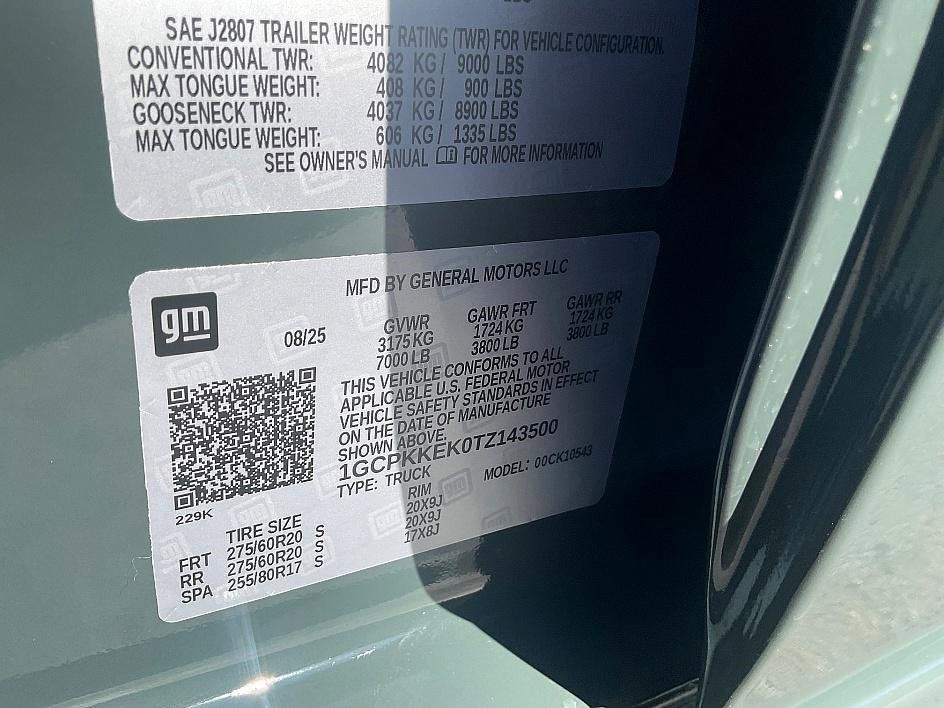 SAE J2807 TRAILER WEIGHT RATING (TWR) FOR VEHICLE CONFIGURATION.
CONVENTIONAL TWR: 4082 KG / 9000 LBS
MAX TONGUE WEIGHT: 408 KG / 900 LBS
GOOSENECK TWR: 4037 KG / 8900 LBS
MAX TONGUE WEIGHT: 606 KG / 1335 LBS
SEE OWNER'S MANUAL FOR MORE INFORMATION
MFD BY GENERAL MOTORS LLC
gm
08/25
GVWR GAWR FRT GAWR RR
3175 KG 1724 KG 1724 KG
7000 LB 3800 LB 3800 LB
THIS VEHICLE CONFORMS TO ALL
APPLICABLE U.S. FEDERAL MOTOR
VEHICLE SAFETY STANDARDS IN EFFECT
ON THE DATE OF MANUFACTURE
SHOWN ABOVE.
1GCPKKEK0TZ143500
TYPE: TRUCK MODEL: 00CK10543
229K
TIRE SIZE RIM
FRT 275/60R20 S 20X9J
RR 275/60R20 S 20X9J
SPA 255/80R17 S 17X8J